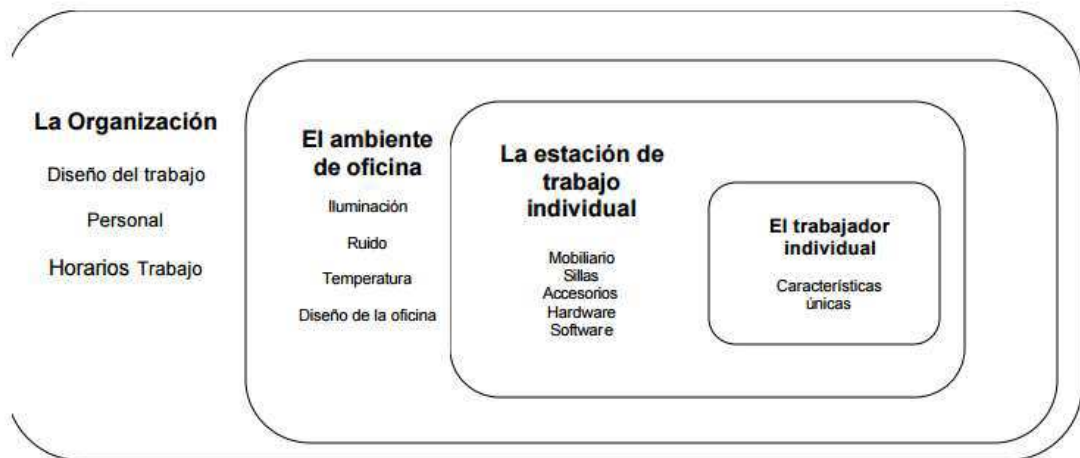 La Organización
Diseño del trabajo
Personal
Horarios Trabajo
El ambiente
de oficina
Iluminación
Ruido
Temperatura
Diseño de la oficina
La estación de
trabajo
individual
Mobiliario
Sillas
Accesorios
Hardware
Software
El trabajador
individual
Características
únicas